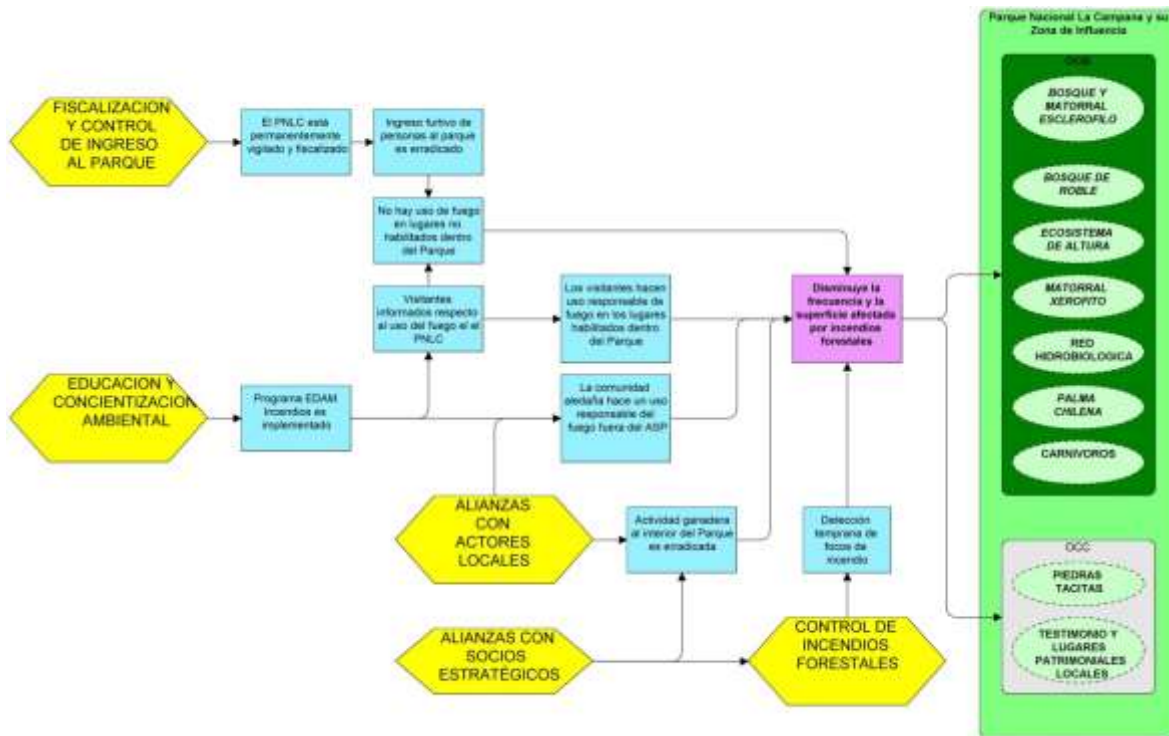 Parque Nacional La Campana y su
Zona de Influencia
OCB
BOSQUE Y
MATORRAL
ESCLEROFILO
BOSQUE DE
ROBLE
ECOSISTEMA
DE ALTURA
MATORRAL
XEROFITO
RED
HIDROBIOLOGICA
PALMA
CHILENA
CARNIVOROS
OCC
PIEDRAS
TACITAS
TESTIMONIO Y
LUGARES
PATRIMONIALES
LOCALES
FISCALIZACION
Y CONTROL
DE INGRESO
AL PARQUE
El PNLC está
permanentemente
vigilado y fiscalizado
Ingreso furtivo de
personas al parque
es erradicado
No hay uso de fuego
en lugares no
habilitados dentro
del Parque
Visitantes
informados respecto
al uso del fuego el el
PNLC
Los visitantes hacen
uso responsable de
fuego en los lugares
habilitados dentro
del Parque
Disminuye la
frecuencia y la
superficie afectada
por incendios
forestales
EDUCACION Y
CONCIENTIZACION
AMBIENTAL
Programa EDAM
Incendios es
implementado
La comunidad
aledaña hace un uso
responsable del
fuego fuera del ASP
ALIANZAS
CON
ACTORES
LOCALES
Actividad ganadera
al interior del Parque
es erradicada
Detección
temprana de
focos de
incendio
ALIANZAS CON
SOCIOS
ESTRATÉGICOS
CONTROL DE
INCENDIOS
FORESTALES